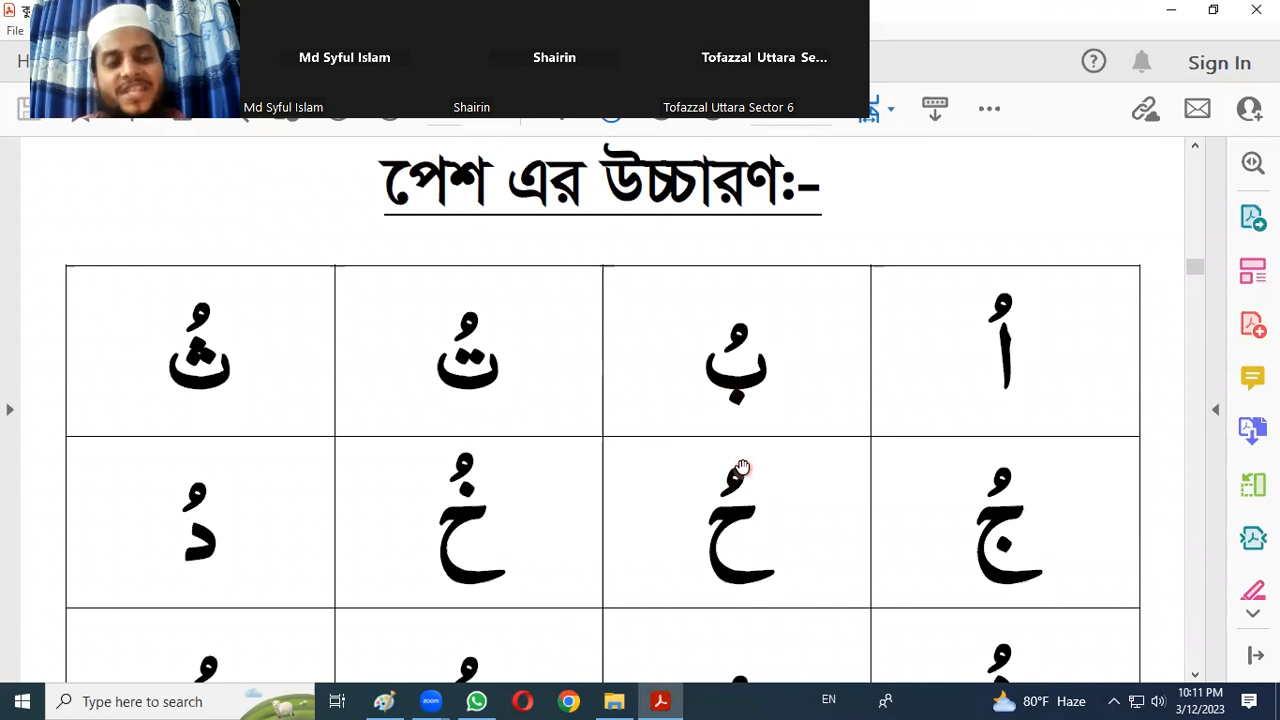 কু
File
Md Syful Islam
Shairin
Tofazzal Uttara Se...
Md Syful Islam
Shairin
Tofazzal Uttara Sector 6
Sign In
পেশ এর উচ্চারণঃ-
اُ بُ تُ ثُ
جُ حُ خُ دُ
Type here to search
EN
80°F Haze
10:11 PM
3/12/2023